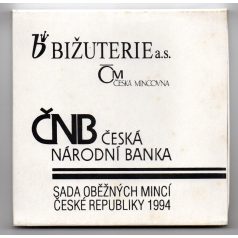 BIŽUTERIE a.s.
ČM
ČESKÁ MINCOVNA
ČNB ČESKÁ
NÁRODNÍ BANKA
SADA OBĚŽNÝCH MINCÍ
ČESKÉ REPUBLIKY 1994